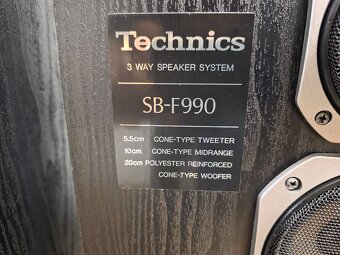 Technics
3 WAY SPEAKER SYSTEM
SB-F990
5.5cm CONE-TYPE TWEETER
10cm CONE-TYPE MIDRANGE
20cm POLYESTER REINFORCED
CONE-TYPE WOOFER